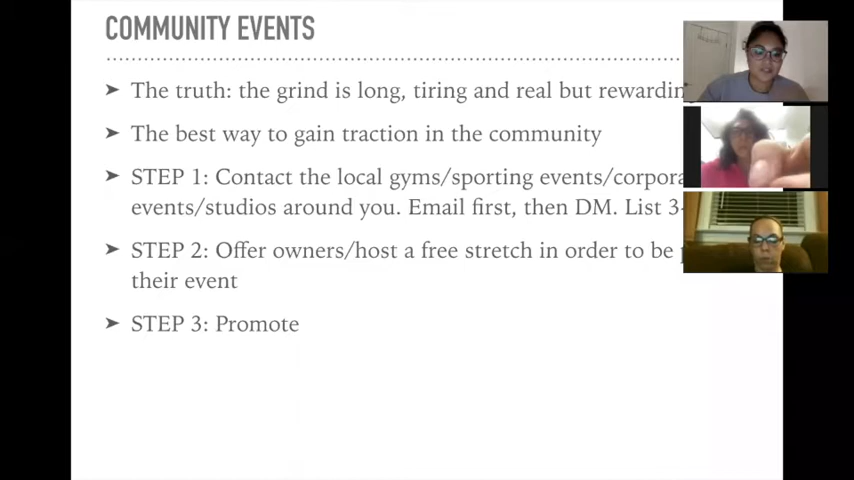 COMMUNITY EVENTS
➤ The truth: the grind is long, tiring and real but rewarding
➤ The best way to gain traction in the community
➤ STEP 1: Contact the local gyms/sporting events/corpora
events/studios around you. Email first, then DM. List 3-
➤ STEP 2: Offer owners/host a free stretch in order to be
their event
➤ STEP 3: Promote